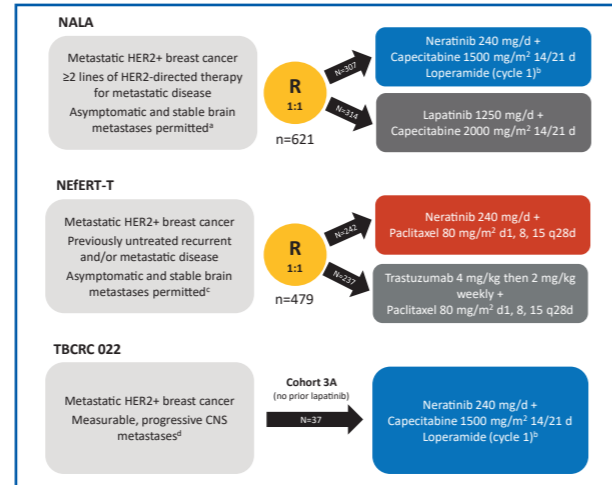 NALA
Metastatic HER2+ breast cancer
≥2 lines of HER2-directed therapy
for metastatic disease
Asymptomatic and stable brain
metastases permittedᵃ
R
1:1
n=621
N=307
N=314
Neratinib 240 mg/d +
Capecitabine 1500 mg/m² 14/21 d
Loperamide (cycle 1)ᵇ
Lapatinib 1250 mg/d +
Capecitabine 2000 mg/m² 14/21 d
NEfERT-T
Metastatic HER2+ breast cancer
Previously untreated recurrent
and/or metastatic disease
Asymptomatic and stable brain
metastases permittedᶜ
R
1:1
n=479
N=242
N=237
Neratinib 240 mg/d +
Paclitaxel 80 mg/m² d1, 8, 15 q28d
Trastuzumab 4 mg/kg then 2 mg/kg
weekly +
Paclitaxel 80 mg/m² d1, 8, 15 q28d
TBCRC 022
Metastatic HER2+ breast cancer
Measurable, progressive CNS
metastasesᵈ
Cohort 3A
(no prior lapatinib)
N=37
Neratinib 240 mg/d +
Capecitabine 1500 mg/m² 14/21 d
Loperamide (cycle 1)ᵇ